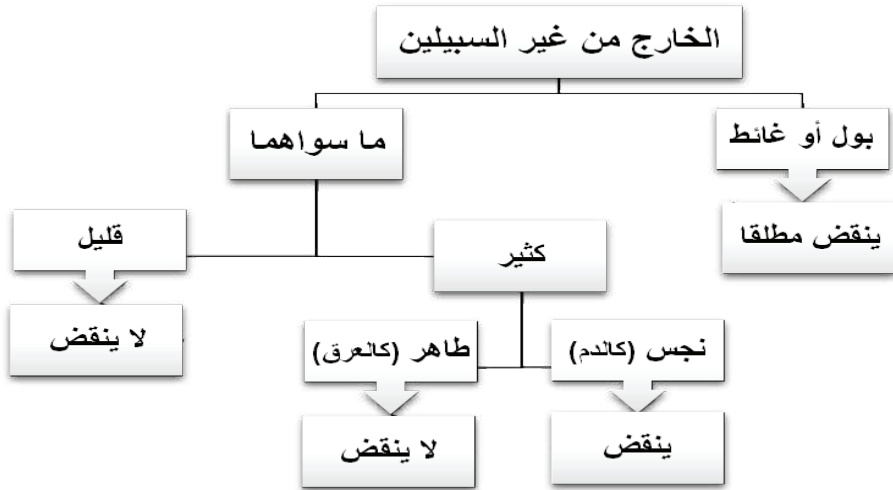 الخارج من غير السبيلين
بول أو غائط
ما سواهما
ينقض مطلقا
قليل
كثير
لا ينقض
نجس (كالدم)
طاهر (كالعرق)
ينقض
لا ينقض